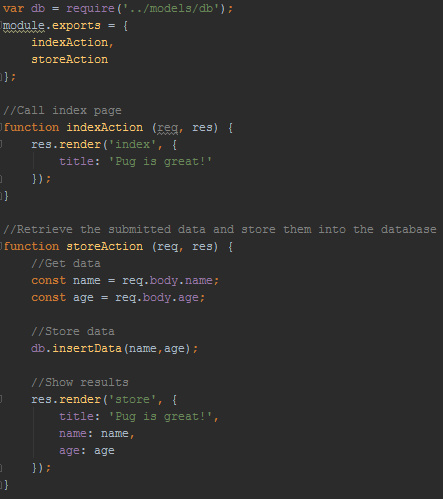 var db = require('../models/db');
module.exports = {
    indexAction,
    storeAction
};

//Call index page
function indexAction (req, res) {
    res.render('index', {
        title: 'Pug is great!'
    });
}

//Retrieve the submitted data and store them into the database
function storeAction (req, res) {
    //Get data
    const name = req.body.name;
    const age = req.body.age;

    //Store data
    db.insertData(name,age);

    //Show results
    res.render('store', {
        title: 'Pug is great!',
        name: name,
        age: age
    });
}